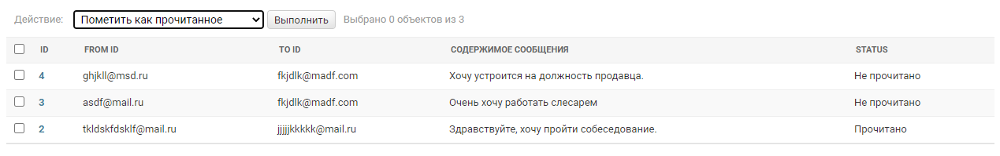 Действие: Пометить как прочитанное Выполнить Выбрано 0 объектов из 3
ID FROM ID TO ID СОДЕРЖИМОЕ СООБЩЕНИЯ STATUS
4 ghjkll@msd.ru fkjdlk@madf.com Хочу устроится на должность продавца. Не прочитано
3 asdf@mail.ru fkjdlk@madf.com Очень хочу работать слесарем Не прочитано
2 tkldskfdsklf@mail.ru jjjjjkkkkk@mail.ru Здравствуйте, хочу пройти собеседование. Прочитано